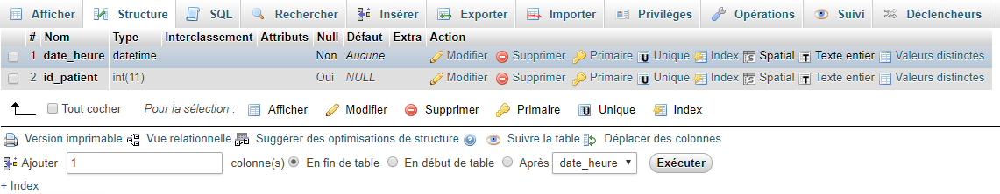 Afficher Structure SQL Rechercher Insérer Exporter Importer Privilèges Opérations Suivi Déclencheurs
# Nom Type Interclassement Attributs Null Défaut Extra Action
1 date_heure datetime Non Aucune Modifier Supprimer Primaire Unique Index Spatial Texte entier Valeurs distinctes
2 id_patient int(11) Oui NULL Modifier Supprimer Primaire Unique Index Spatial Texte entier Valeurs distinctes
Tout cocher Pour la sélection : Afficher Modifier Supprimer Primaire Unique Index
Version imprimable Vue relationnelle Suggérer des optimisations de structure Suivre la table Déplacer des colonnes
Ajouter 1 colonne(s) En fin de table En début de table Après date_heure Exécuter
+ Index